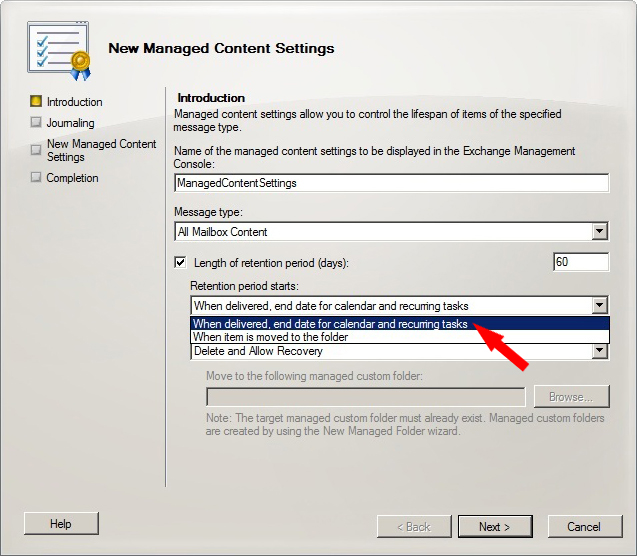 New Managed Content Settings
Introduction
Journaling
New Managed Content
Settings
Completion
Introduction
Managed content settings allow you to control the lifespan of items of the specified
message type.
Name of the managed content settings to be displayed in the Exchange Management
Console:
ManagedContentSettings
Message type:
All Mailbox Content
Length of retention period (days):
60
Retention period starts:
When delivered, end date for calendar and recurring tasks
When delivered, end date for calendar and recurring tasks
When item is moved to the folder
Delete and Allow Recovery
Move to the following managed custom folder:
Browse...
Note: The target managed custom folder must already exist. Managed custom folders
are created by using the New Managed Folder wizard.
Help
< Back
Next >
Cancel